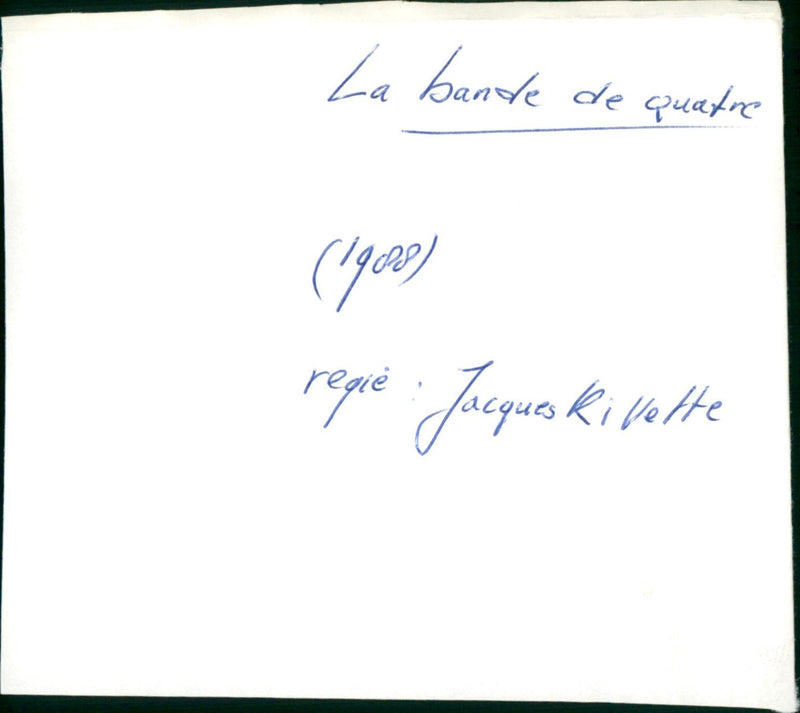 La bande de quatre
(1988)
regie : Jacques Rivette